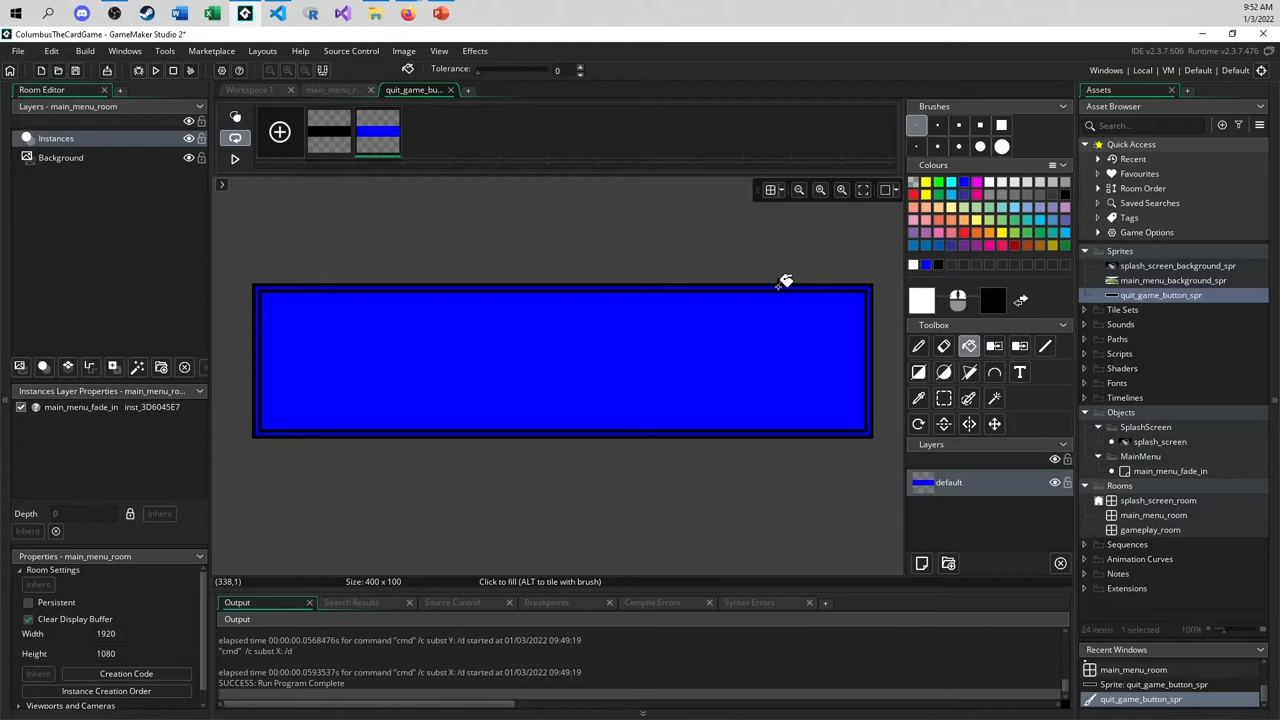 9:52 AM
1/3/2022
ColumbusTheCardGame - GameMaker Studio 2*
File Edit Build Windows Tools Marketplace Layouts Help Source Control Image View Effects
IDE v2.3.7.606 Runtime v2.3.7.476
Tolerance: 0
Windows | Local | VM | Default | Default
Room Editor
Workspace 1
main_menu_r...
quit_game_bu...
Layers - main_menu_room
Instances
Background
Instances Layer Properties - main_menu_ro...
main_menu_fade_in inst_3D6045E7
Depth 0 Inherit
Inherit
Properties - main_menu_room
Room Settings
Inherit
Persistent
Clear Display Buffer
Width 1920
Height 1080
Inherit Creation Code
Instance Creation Order
Viewports and Cameras
(338,1) Size: 400 x 100 Click to fill (ALT to tile with brush)
Output Search Results Source Control Breakpoints Compile Errors Syntax Errors
Output
elapsed time 00:00:00.0568476s for command "cmd" /c subst Y: /d started at 01/03/2022 09:49:19
"cmd" /c subst X: /d
elapsed time 00:00:00.0593537s for command "cmd" /c subst X: /d started at 01/03/2022 09:49:19
SUCCESS: Run Program Complete
Brushes
Colours
Toolbox
T
Layers
default
Assets
Asset Browser
Search...
Quick Access
Recent
Favourites
Room Order
Saved Searches
Tags
Game Options
Sprites
splash_screen_background_spr
main_menu_background_spr
quit_game_button_spr
Tile Sets
Sounds
Paths
Scripts
Shaders
Fonts
Timelines
Objects
SplashScreen
splash_screen
MainMenu
main_menu_fade_in
Rooms
splash_screen_room
main_menu_room
gameplay_room
Sequences
Animation Curves
Notes
Extensions
24 items 1 selected 100%
Recent Windows
main_menu_room
Sprite: quit_game_button_spr
quit_game_button_spr